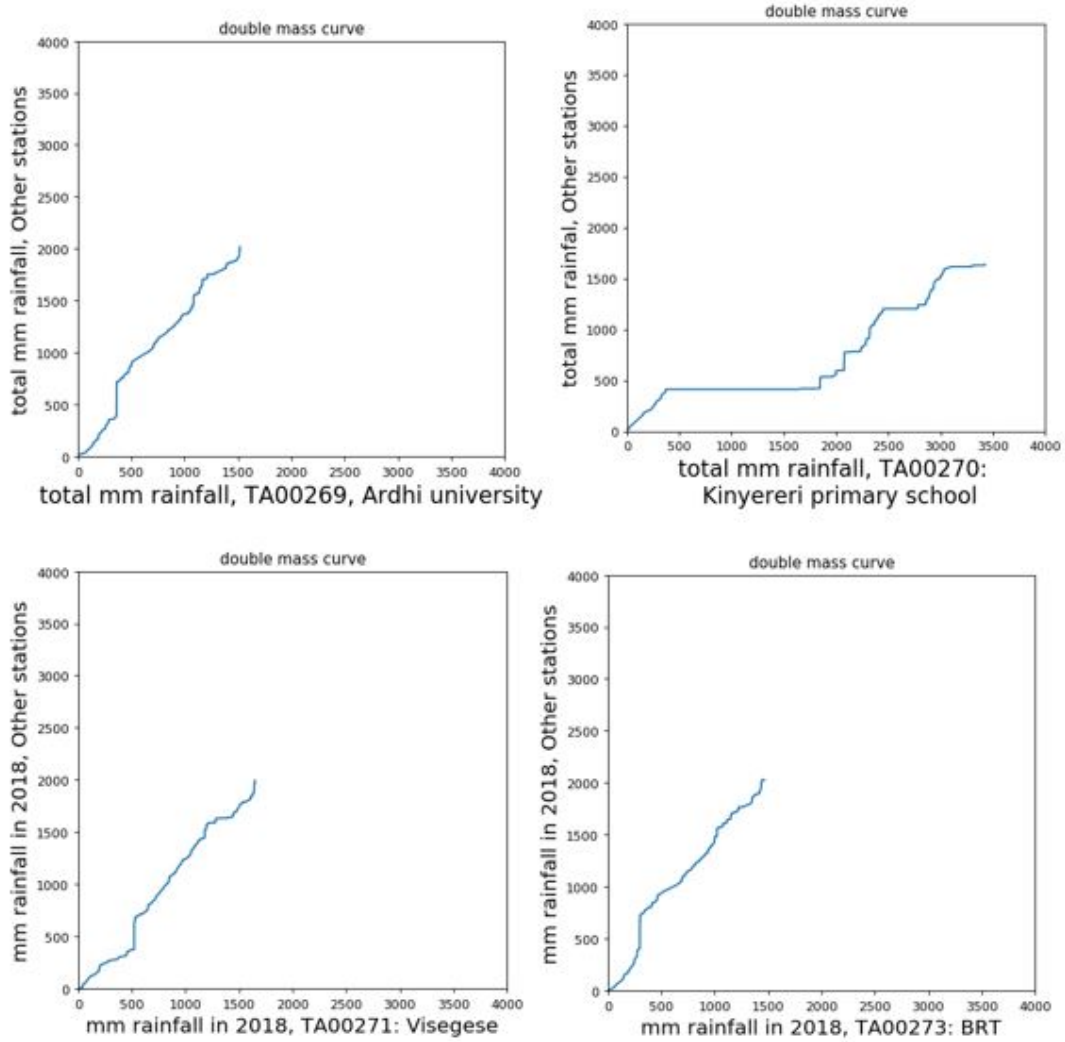 double mass curve
4000
3500
3000
2500
2000
1500
1000
500
0
total mm rainfall, Other stations
0 500 1000 1500 2000 2500 3000 3500 4000
total mm rainfall, TA00269, Ardhi university
double mass curve
4000
3500
3000
2500
2000
1500
1000
500
0
total mm rainfal, Other stations
0 500 1000 1500 2000 2500 3000 3500 4000
total mm rainfall, TA00270:
Kinyereri primary school
double mass curve
4000
3500
3000
2500
2000
1500
1000
500
0
mm rainfall in 2018, Other stations
0 500 1000 1500 2000 2500 3000 3500 4000
mm rainfall in 2018, TA00271: Visegese
double mass curve
4000
3500
3000
2500
2000
1500
1000
500
0
mm rainfall in 2018, Other stations
0 500 1000 1500 2000 2500 3000 3500 4000
mm rainfall in 2018, TA00273: BRT